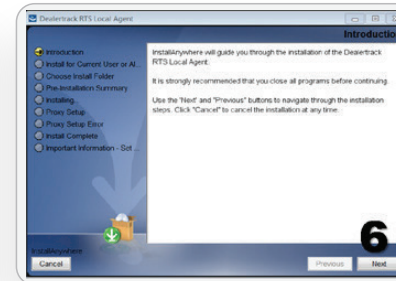 Dealertrack RTS Local Agent
Introduction
Introduction
Install for Current User or Al...
Choose Install Folder
Pre-Installation Summary
Installing...
Proxy Setup
Proxy Setup Error
Install Complete
Important Information - Set ...
InstallAnywhere will guide you through the installation of the Dealertrack
RTS Local Agent.
It is strongly recommended that you close all programs before continuing.
Use the "Next" and "Previous" buttons to navigate through the installation
steps. Click "Cancel" to cancel the installation at any time.
6
InstallAnywhere
Cancel
Previous
Next